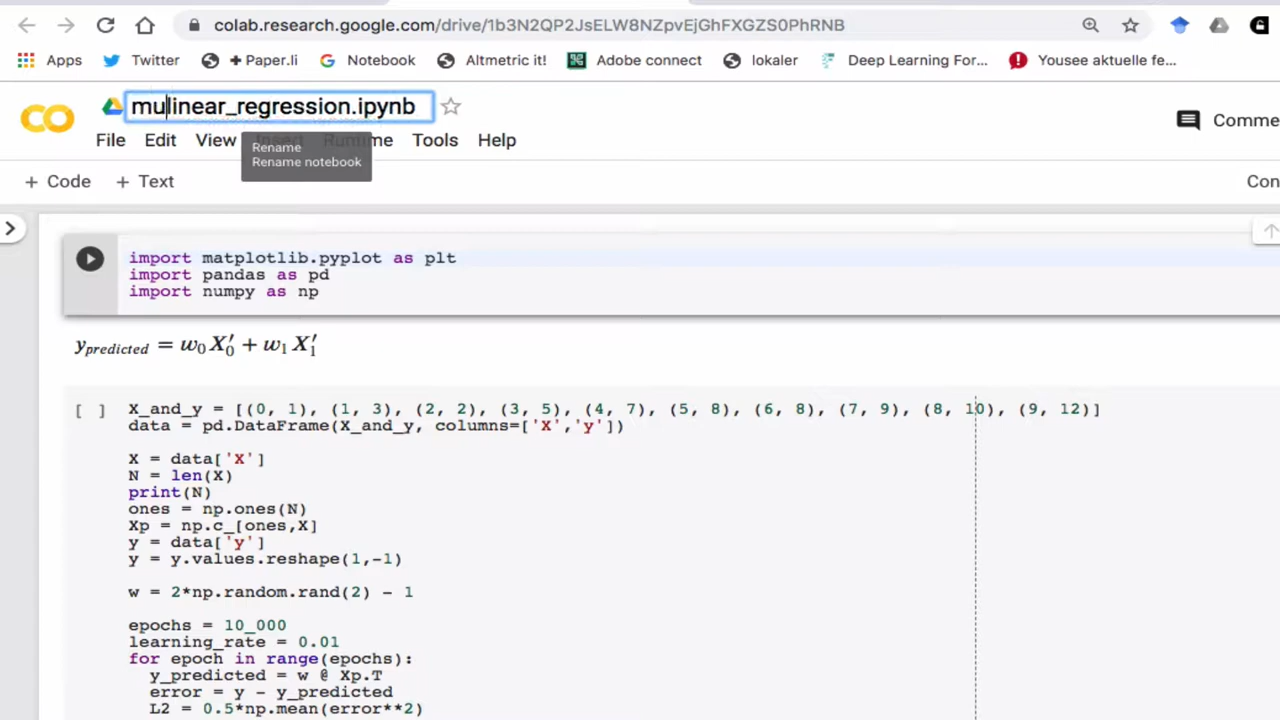 colab.research.google.com/drive/1b3N2QP2JsELW8NZpvEjGhFXGZS0PhRNB
Apps Twitter + Paper.li Notebook Altmetric it! Adobe connect lokaler Deep Learning For... Yousee aktuelle fe...
mulinear_regression.ipynb
Comme
File Edit View Insert Runtime Tools Help
Rename
Rename notebook
+ Code + Text Con
import matplotlib.pyplot as plt
import pandas as pd
import numpy as np
y_predicted = w₀X′₀ + w₁X′₁
[ ] X_and_y = [(0, 1), (1, 3), (2, 2), (3, 5), (4, 7), (5, 8), (6, 8), (7, 9), (8, 10), (9, 12)]
data = pd.DataFrame(X_and_y, columns=['X','y'])
X = data['X']
N = len(X)
print(N)
ones = np.ones(N)
Xp = np.c_[ones,X]
y = data['y']
y = y.values.reshape(1,-1)
w = 2*np.random.rand(2) - 1
epochs = 10_000
learning_rate = 0.01
for epoch in range(epochs):
y_predicted = w @ Xp.T
error = y - y_predicted
L2 = 0.5*np.mean(error**2)